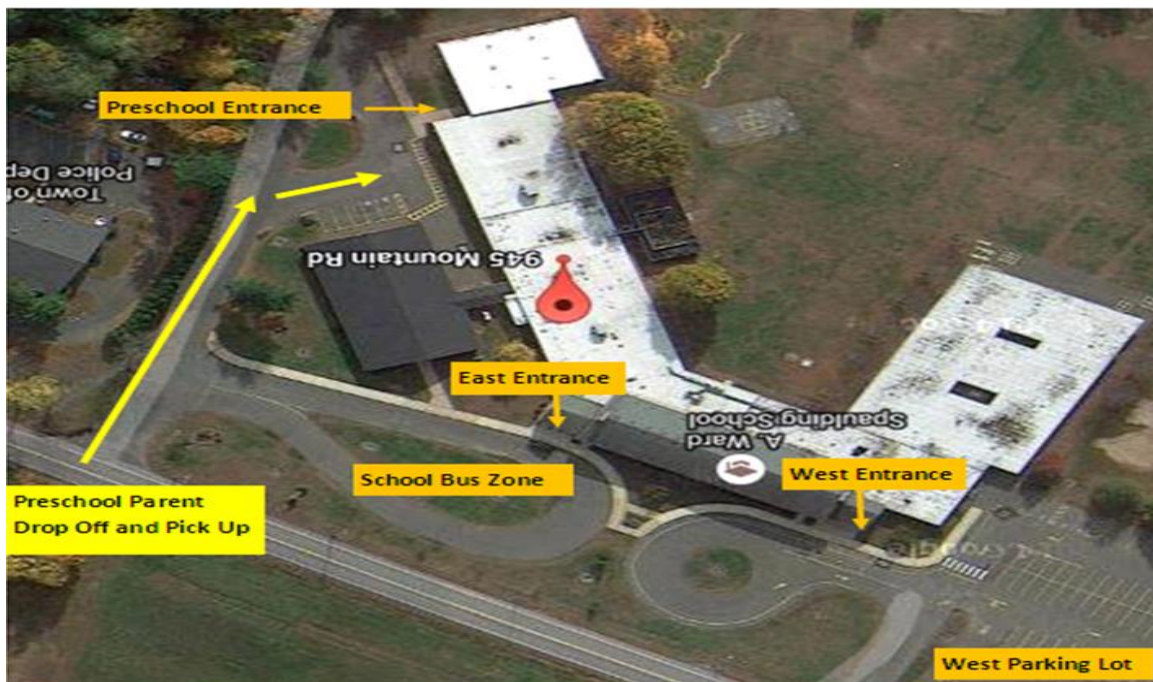 Preschool Entrance
Town of
Police Dep
945 Mountain Rd
East Entrance
A. Ward
Spaulding School
School Bus Zone
West Entrance
Preschool Parent
Drop Off and Pick Up
West Parking Lot